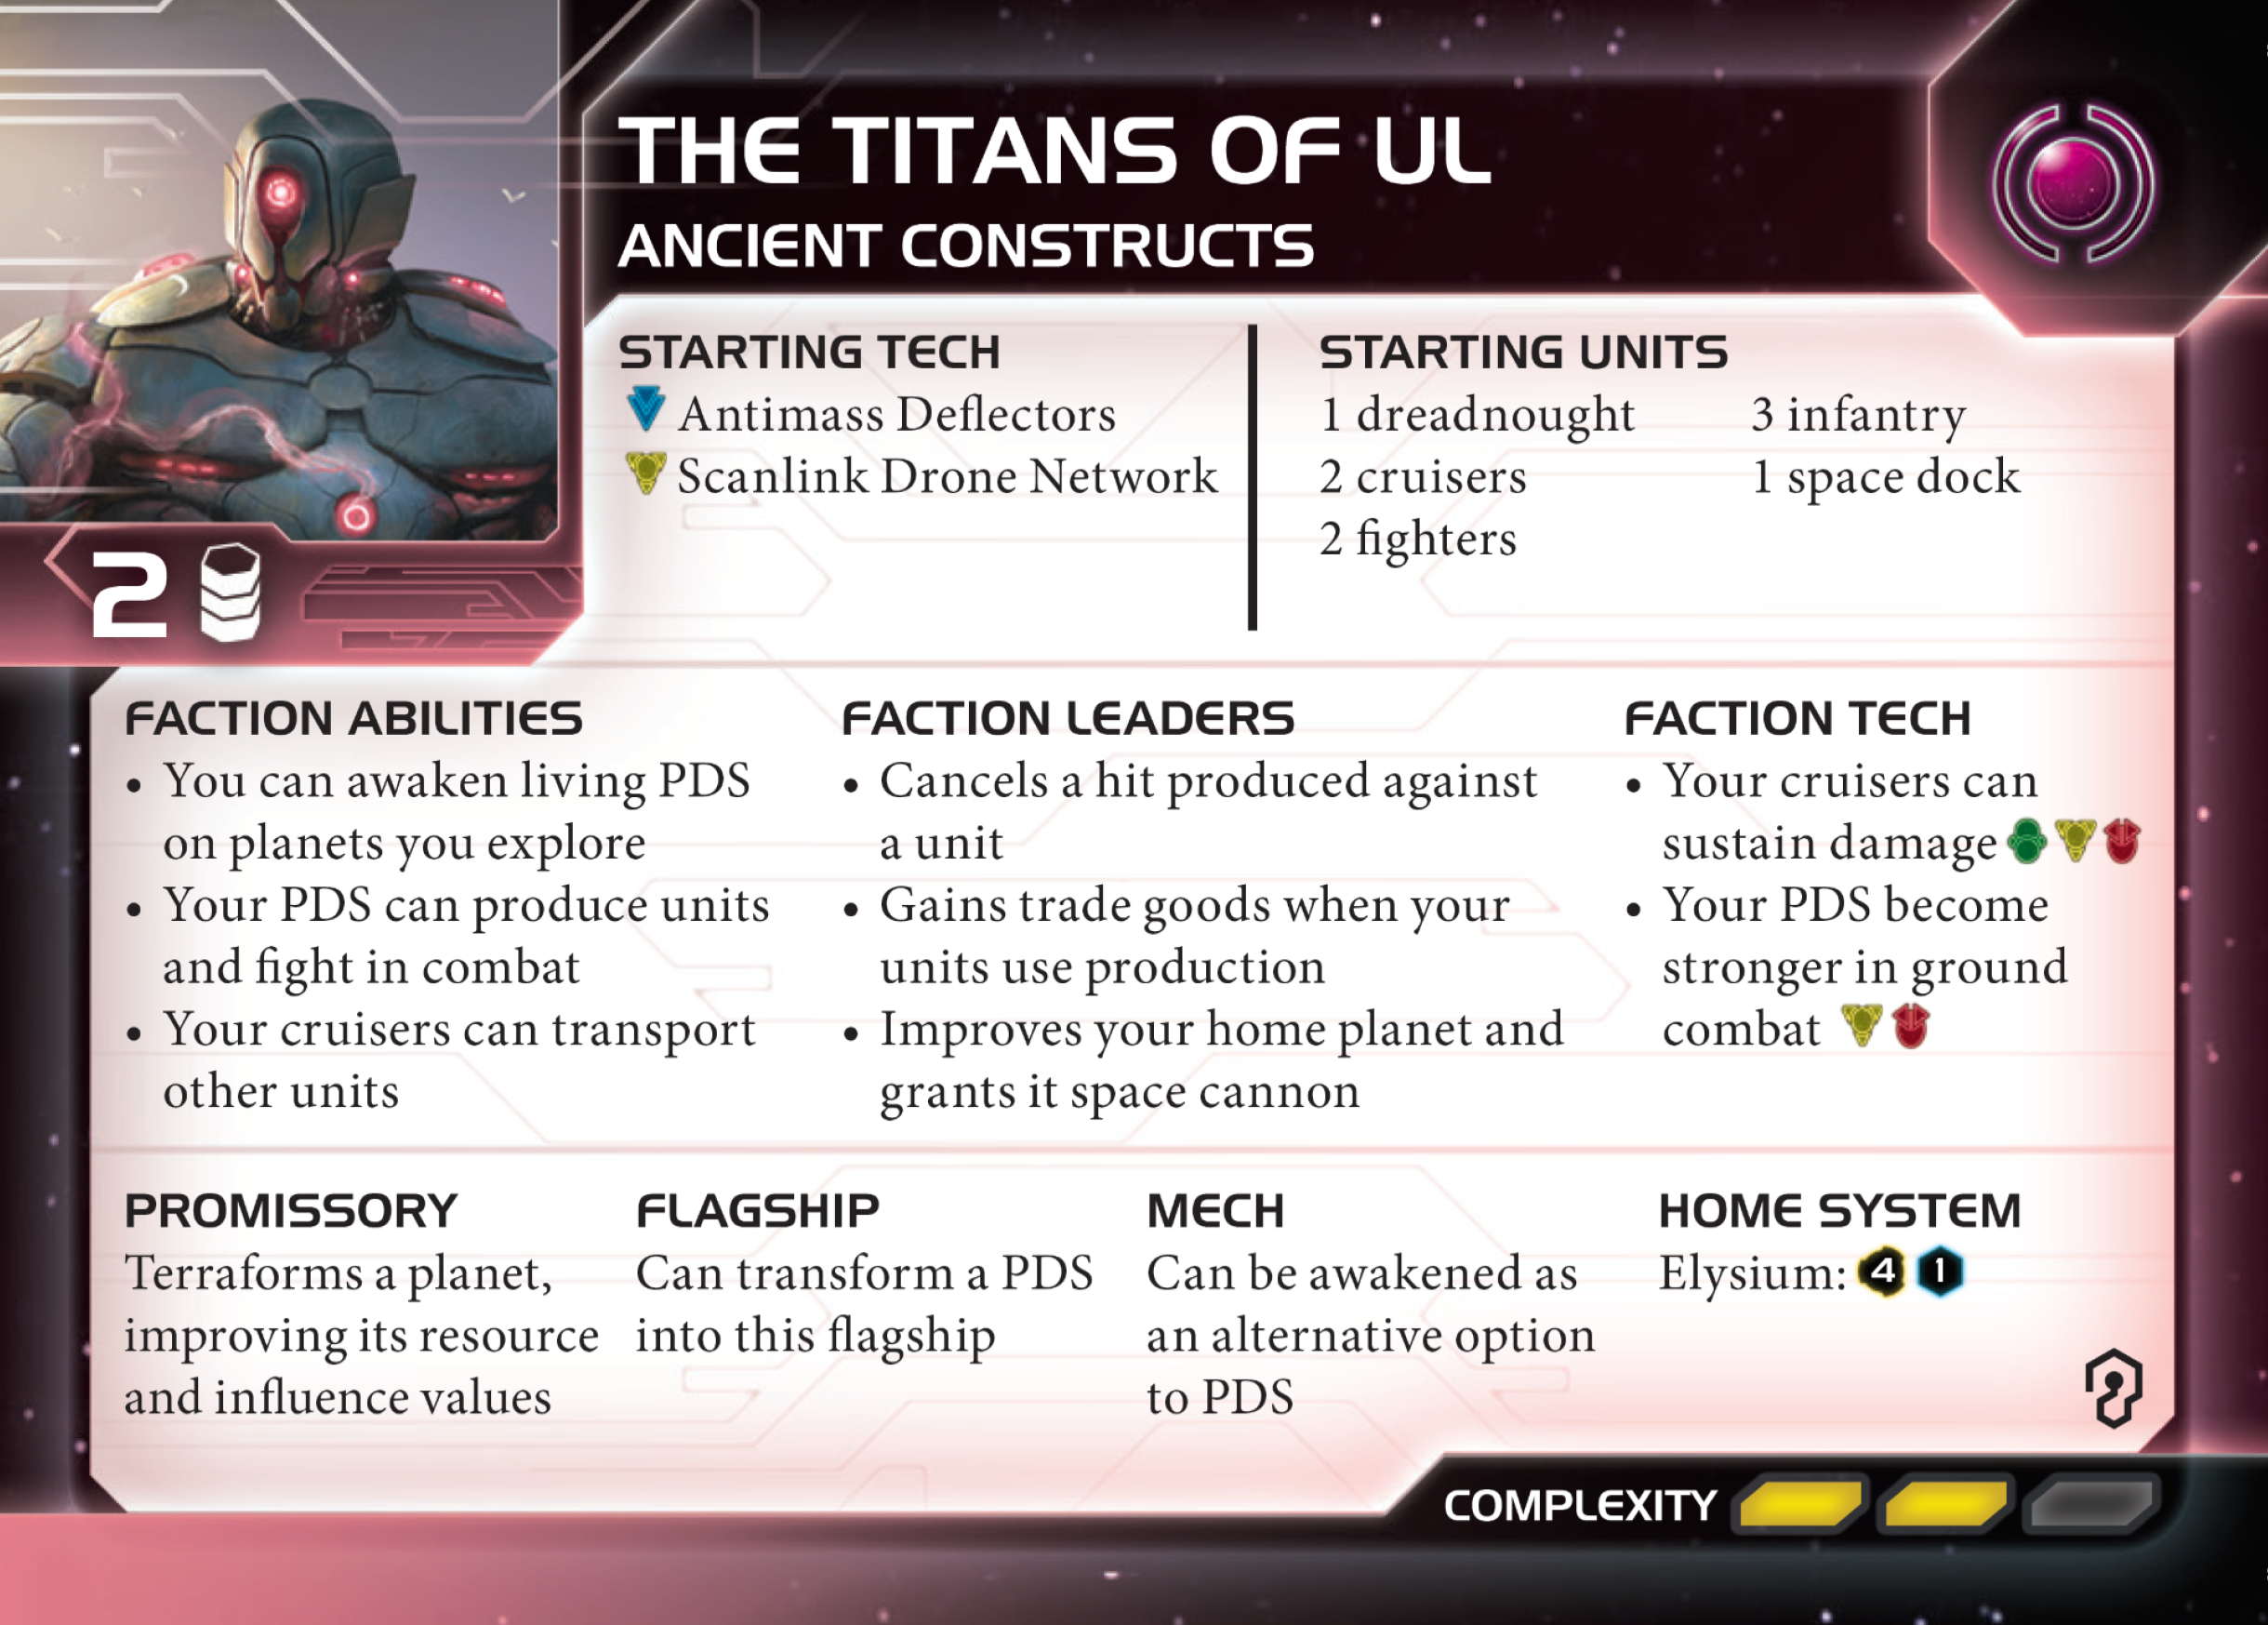 THE TITANS OF UL
ANCIENT CONSTRUCTS
2
STARTING TECH
Antimass Deflectors
Scanlink Drone Network
STARTING UNITS
1 dreadnought
2 cruisers
2 fighters
3 infantry
1 space dock
FACTION ABILITIES
• You can awaken living PDS
on planets you explore
• Your PDS can produce units
and fight in combat
• Your cruisers can transport
other units
FACTION LEADERS
• Cancels a hit produced against
a unit
• Gains trade goods when your
units use production
• Improves your home planet and
grants it space cannon
FACTION TECH
• Your cruisers can
sustain damage
• Your PDS become
stronger in ground
combat
PROMISSORY
Terraforms a planet,
improving its resource
and influence values
FLAGSHIP
Can transform a PDS
into this flagship
MECH
Can be awakened as
an alternative option
to PDS
HOME SYSTEM
Elysium: 4 1
COMPLEXITY